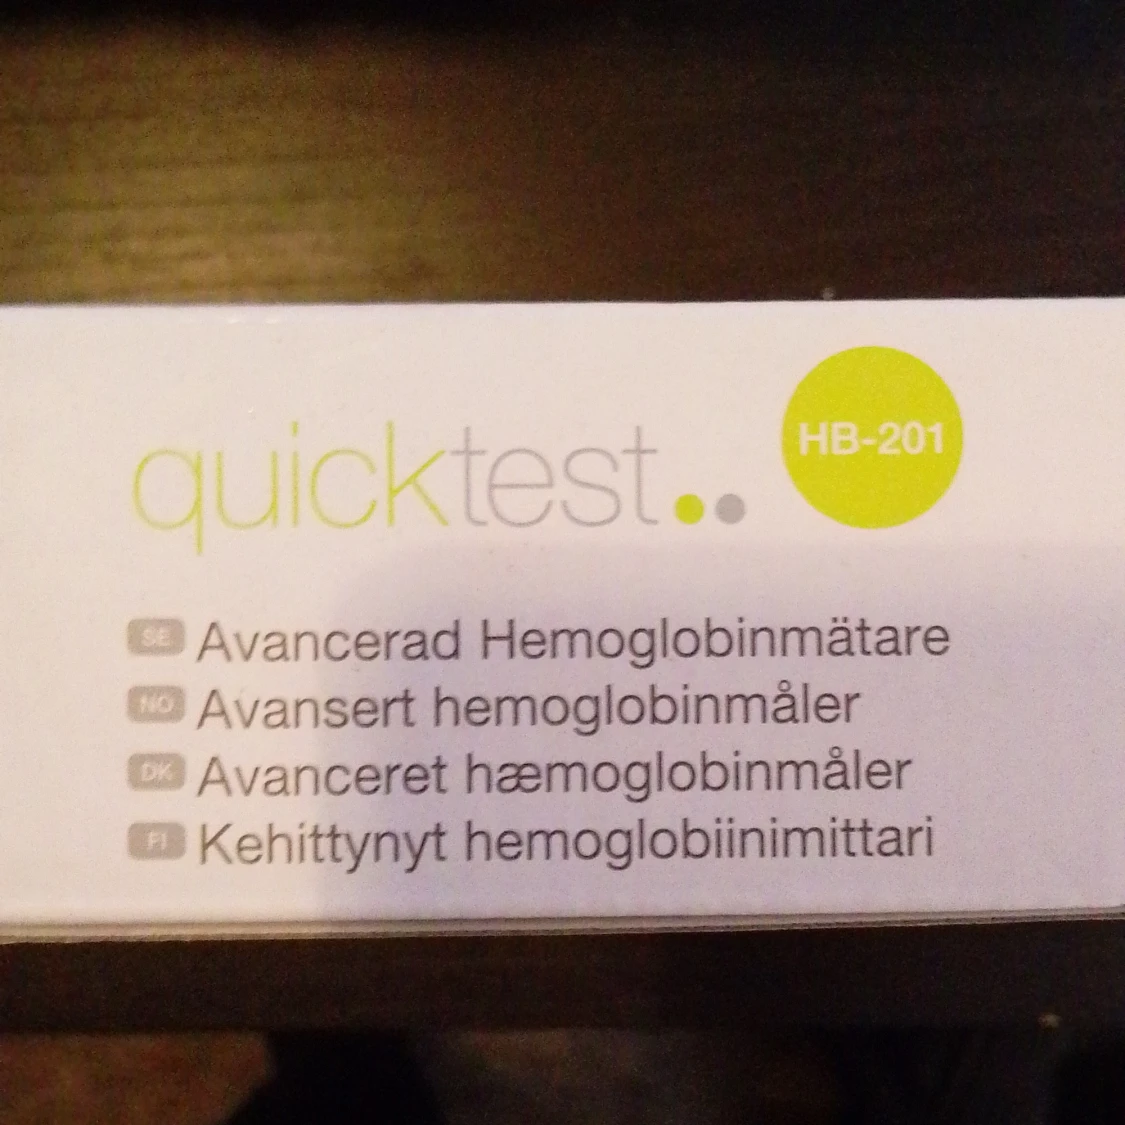 quicktest
HB-201
SE Avancerad Hemoglobinmätare
NO Avansert hemoglobinmåler
DK Avanceret hæmoglobinmåler
FI Kehittynyt hemoglobiinimittari